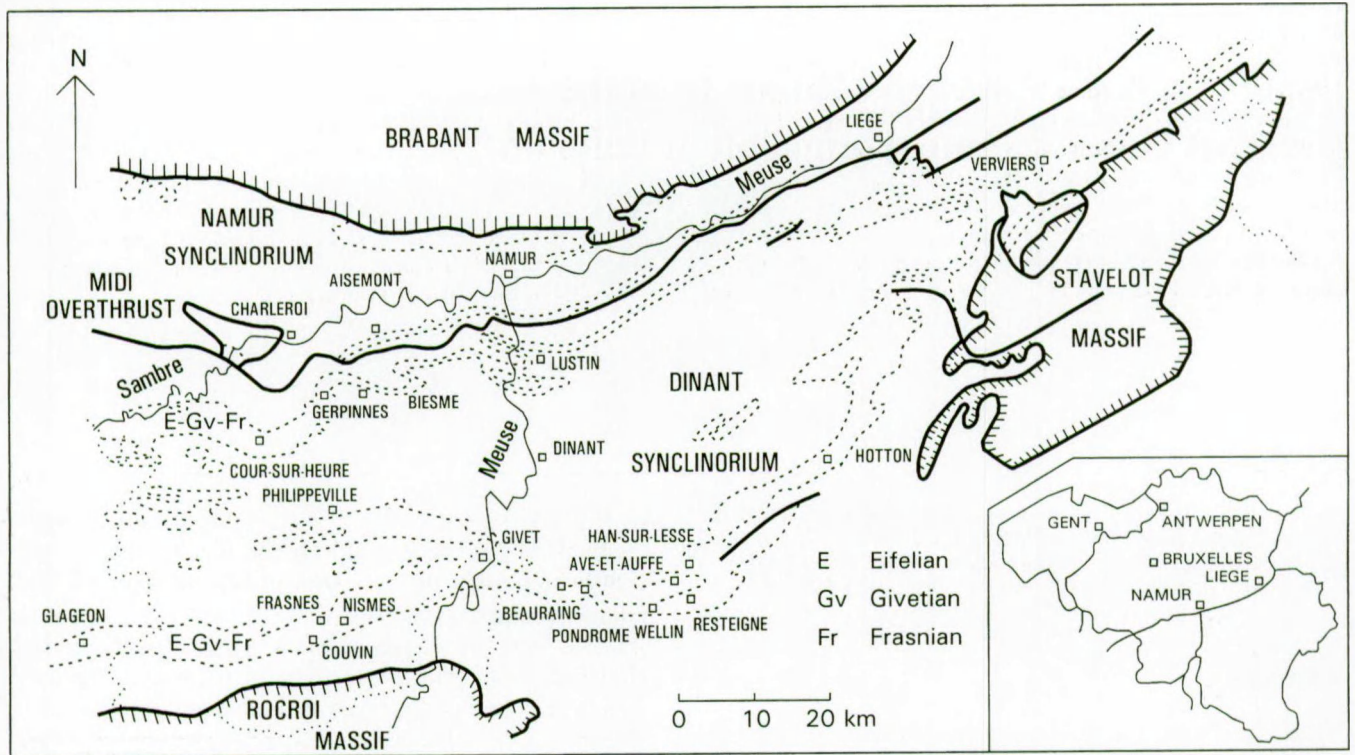 N
BRABANT MASSIF
LIEGE
Meuse
VERVIERS
NAMUR
SYNCLINORIUM
NAMUR
AISEMONT
STAVELOT
MASSIF
MIDI
OVERTHRUST
CHARLEROI
LUSTIN
DINANT
SYNCLINORIUM
Sambre
GERPINNES
BIESME
E-Gv-Fr
Meuse
DINANT
HOTTON
COUR-SUR-HEURE
PHILIPPEVILLE
GIVET
HAN-SUR-LESSE
AVE-ET-AUFFE
GLAGEON
FRASNES
NISMES
BEAURAING
RESTEIGNE
E-Gv-Fr
COUVIN
PONDROME
WELLIN
ROCROI
MASSIF
E Eifelian
Gv Givetian
Fr Frasnian
0 10 20 km
GENT
ANTWERPEN
BRUXELLES
LIEGE
NAMUR